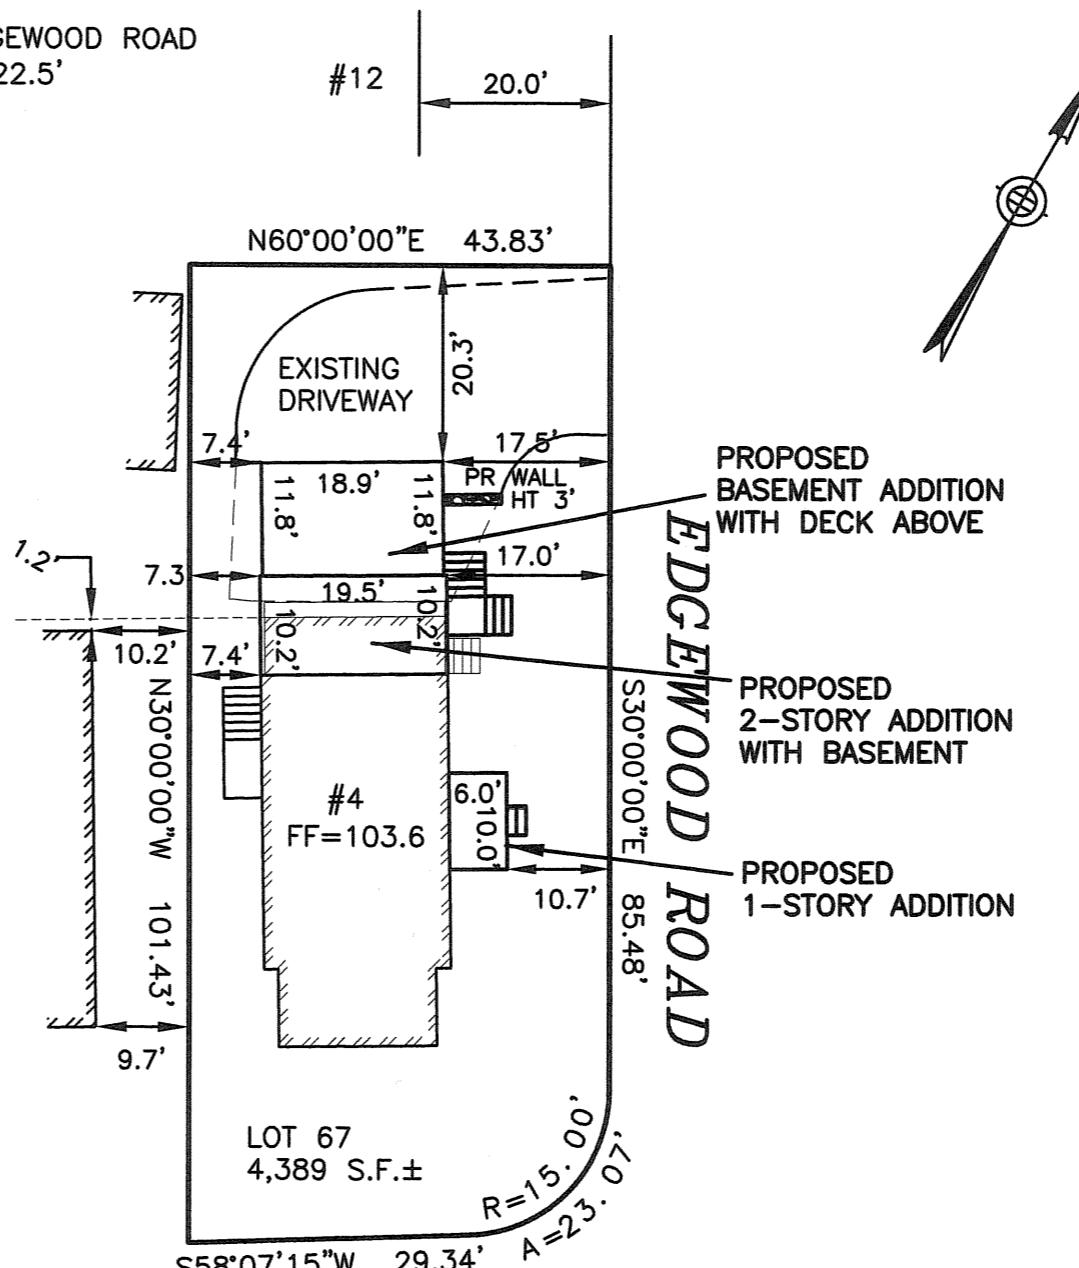 GEWOOD ROAD
22.5'
#12
20.0'
N60°00'00"E 43.83'
EXISTING
DRIVEWAY
20.3'
7.4'
17.5'
18.9'
11.8'
11.8'
PR WALL
HT 3'
PROPOSED
BASEMENT ADDITION
WITH DECK ABOVE
1.2'
7.3
17.0'
19.5'
10.2'
10.2'
10.2'
7.4'
PROPOSED
2-STORY ADDITION
WITH BASEMENT
N30°00'00"W 101.43'
S30°00'00"E 85.48'
EDGEWOOD ROAD
#4
FF=103.6
6.0'
10.0'
10.7'
PROPOSED
1-STORY ADDITION
9.7'
LOT 67
4,389 S.F.±
R=15.00'
A=23.07'
S58°07'15"W 29.34'